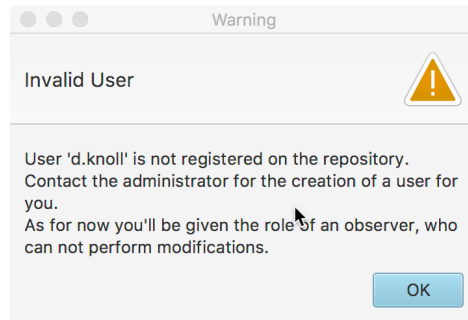 Warning
Invalid User
User 'd.knoll' is not registered on the repository.
Contact the administrator for the creation of a user for
you.
As for now you'll be given the role of an observer, who
can not perform modifications.
OK